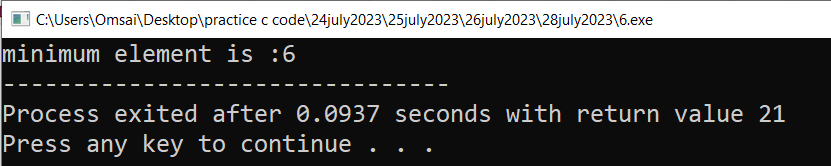 C:\Users\Omsai\Desktop\practice c code\24july2023\25july2023\26july2023\28july2023\6.exe
minimum element is :6
--------------------------------
Process exited after 0.0937 seconds with return value 21
Press any key to continue . . .